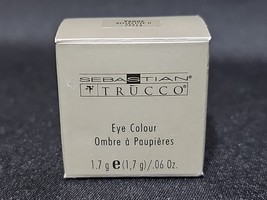 SEBASTIAN®
TRUCCO®
Eye Colour
Ombre à Paupières
1.7 g e (1,7 g)/.06 Oz.